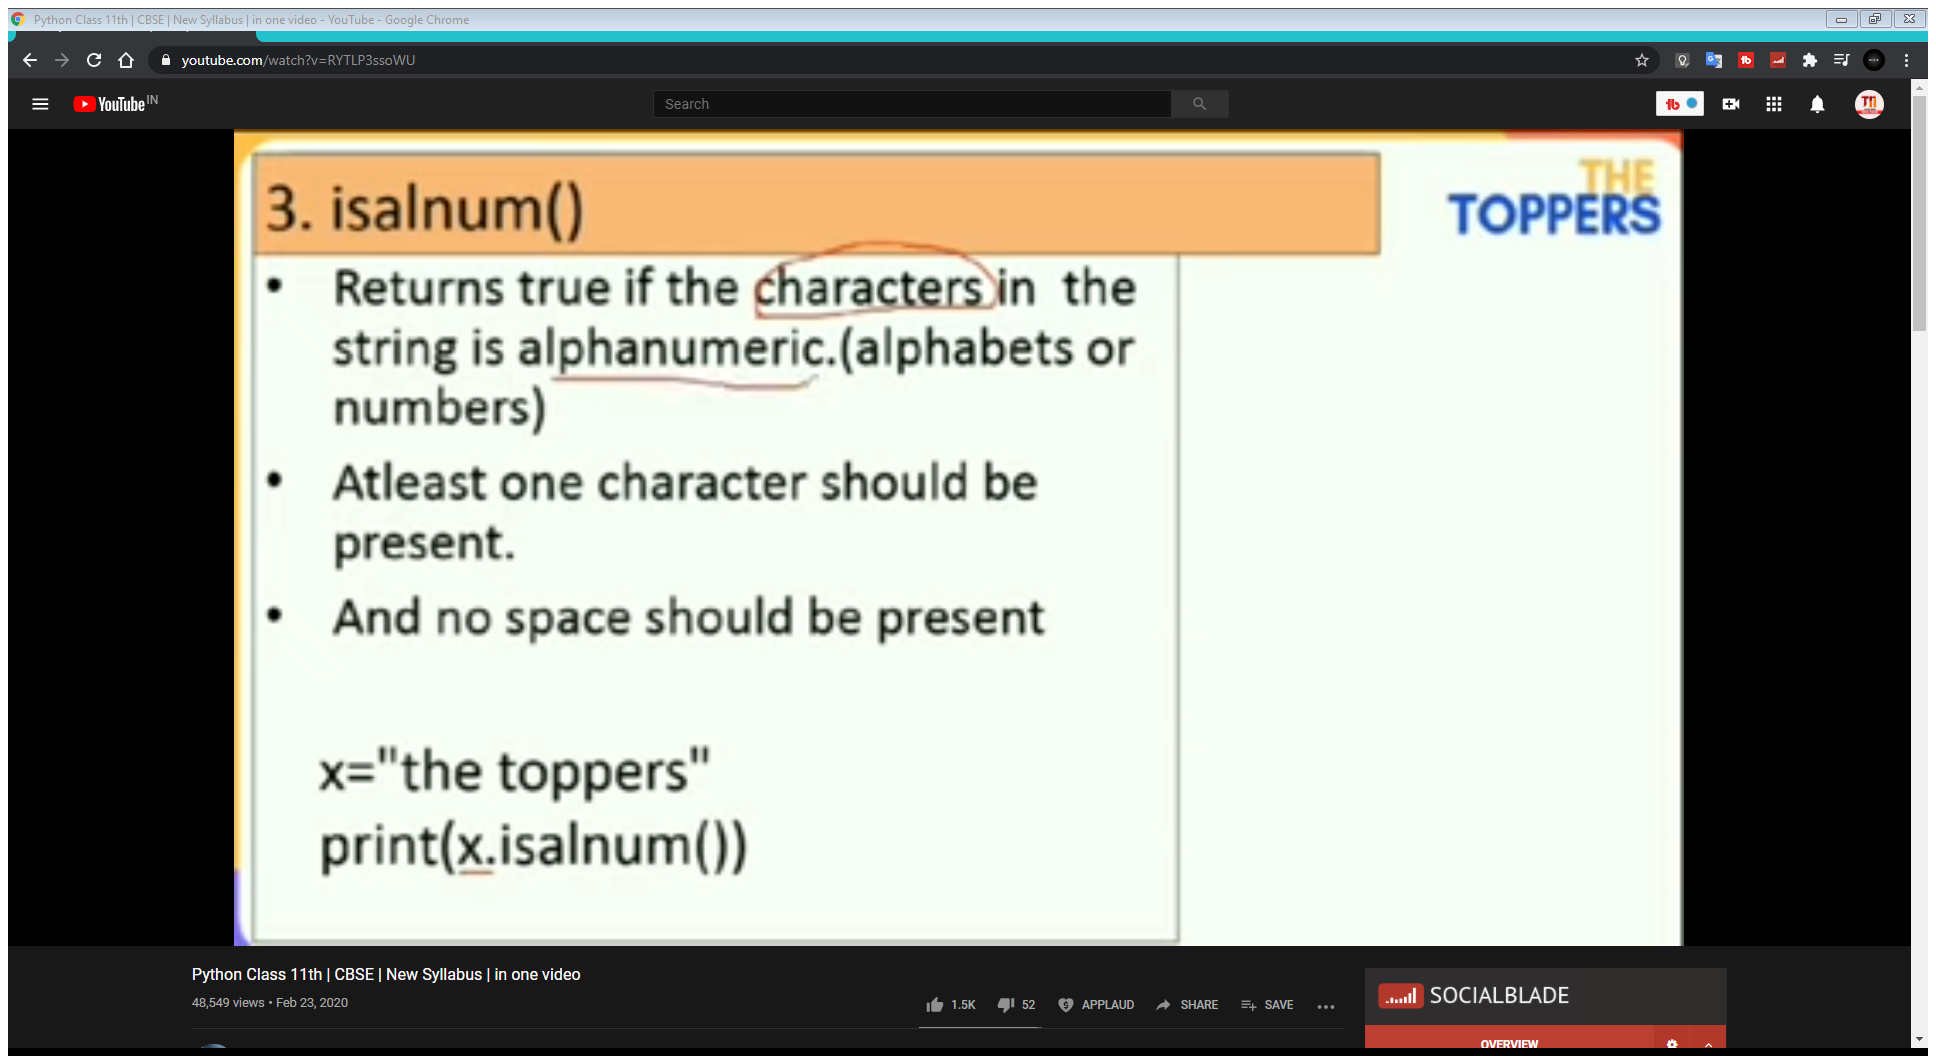 Python Class 11th | CBSE | New Syllabus | in one video - YouTube - Google Chrome
youtube.com/watch?v=RYTLP3ssoWU
YouTube IN
Search
3. isalnum()
THE
TOPPERS
• Returns true if the characters in the
string is alphanumeric.(alphabets or
numbers)
• Atleast one character should be
present.
• And no space should be present
x="the toppers"
print(x.isalnum())
Python Class 11th | CBSE | New Syllabus | in one video
48,549 views • Feb 23, 2020
1.5K 52 APPLAUD SHARE SAVE
SOCIALBLADE
OVERVIEW